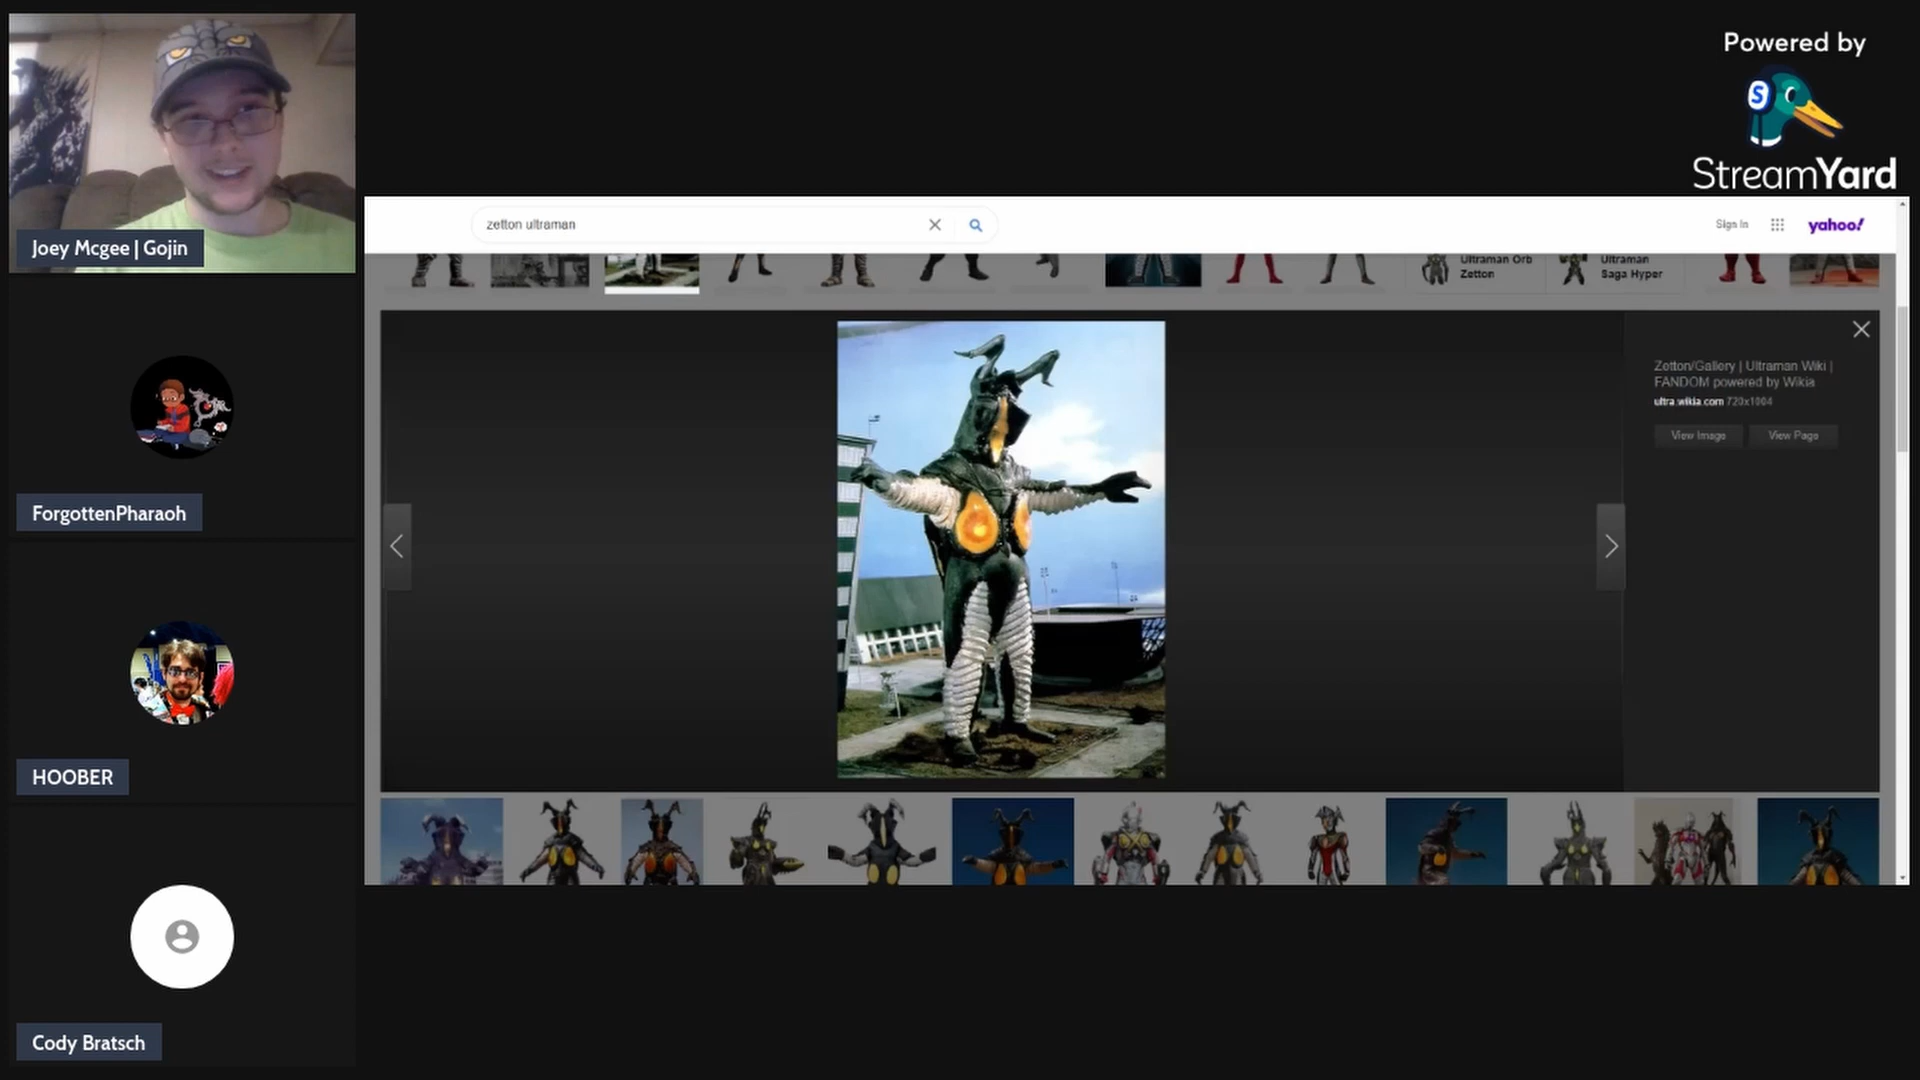 Powered by
StreamYard
Joey Mcgee | Gojin
ForgottenPharaoh
HOOBER
Cody Bratsch
zetton ultraman
Sign In
yahoo!
Ultraman Orb
Zetton
Ultraman
Saga Hyper
Zetton/Gallery | Ultraman Wiki |
FANDOM powered by Wikia
ultra.wikia.com 720x1004
View Image
View Page